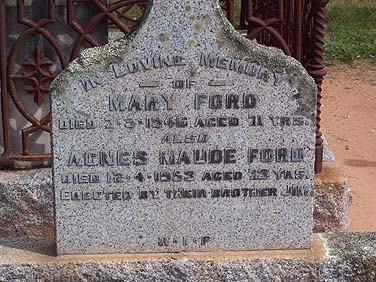 IN LOVING MEMORY
OF
MARY FORD
DIED 2-3-1946 AGED 71 YRS.
ALSO
AGNES MAUDE FORD
DIED 12-4-1953 AGED 73 YRS.
ERECTED BY THEIR BROTHER JIM.
R.I.P